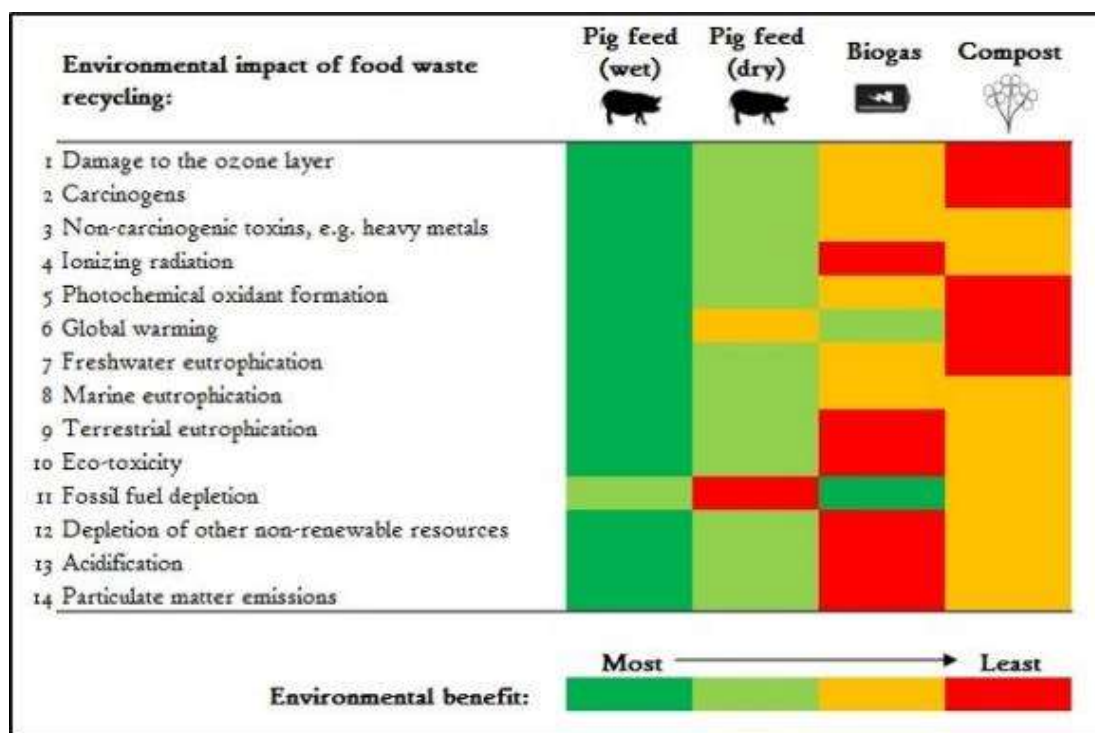 Pig feed (wet)
Pig feed (dry)
Biogas
Compost
Environmental impact of food waste
recycling:
1 Damage to the ozone layer
2 Carcinogens
3 Non-carcinogenic toxins, e.g. heavy metals
4 Ionizing radiation
5 Photochemical oxidant formation
6 Global warming
7 Freshwater eutrophication
8 Marine eutrophication
9 Terrestrial eutrophication
10 Eco-toxicity
11 Fossil fuel depletion
12 Depletion of other non-renewable resources
13 Acidification
14 Particulate matter emissions
Most Least
Environmental benefit: